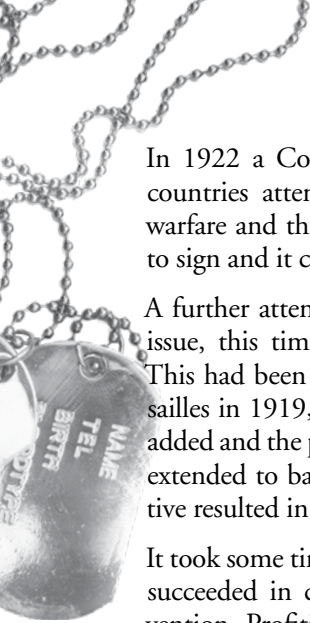 In 1922 a Co
countries atten
warfare and th
to sign and it c
A further atten
issue, this tim
This had been
sailles in 1919,
added and the p
extended to ba
tive resulted in
It took some tim
succeeded in c
vention. Profiti
NAME
TEL
BIRTH